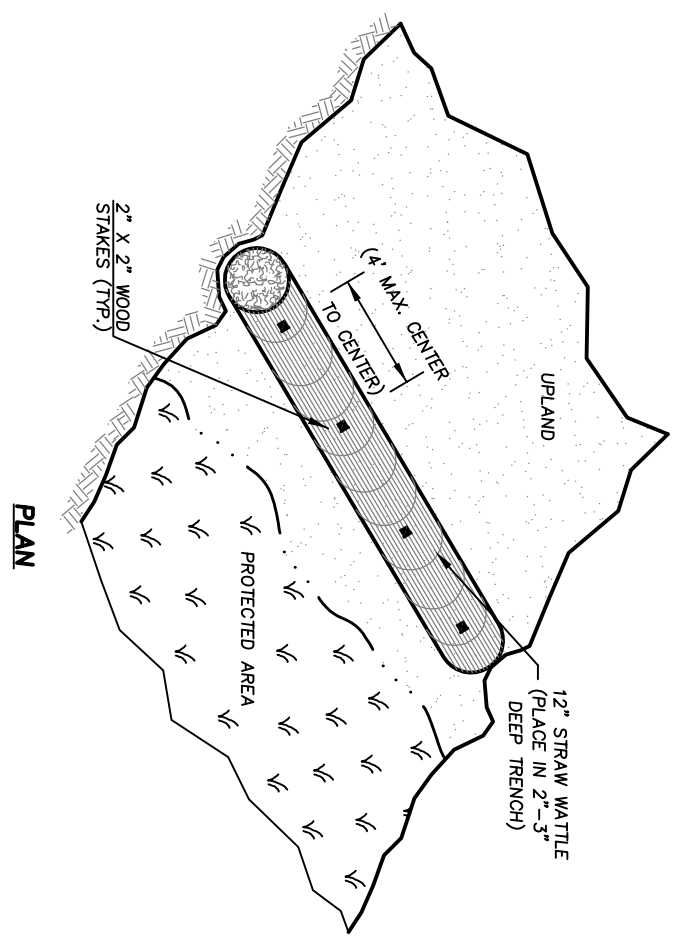 UPLAND
(4' MAX. CENTER
TO CENTER)
12" STRAW WATTLE
(PLACE IN 2"-3"
DEEP TRENCH)
2" X 2" WOOD
STAKES (TYP.)
PROTECTED AREA
PLAN